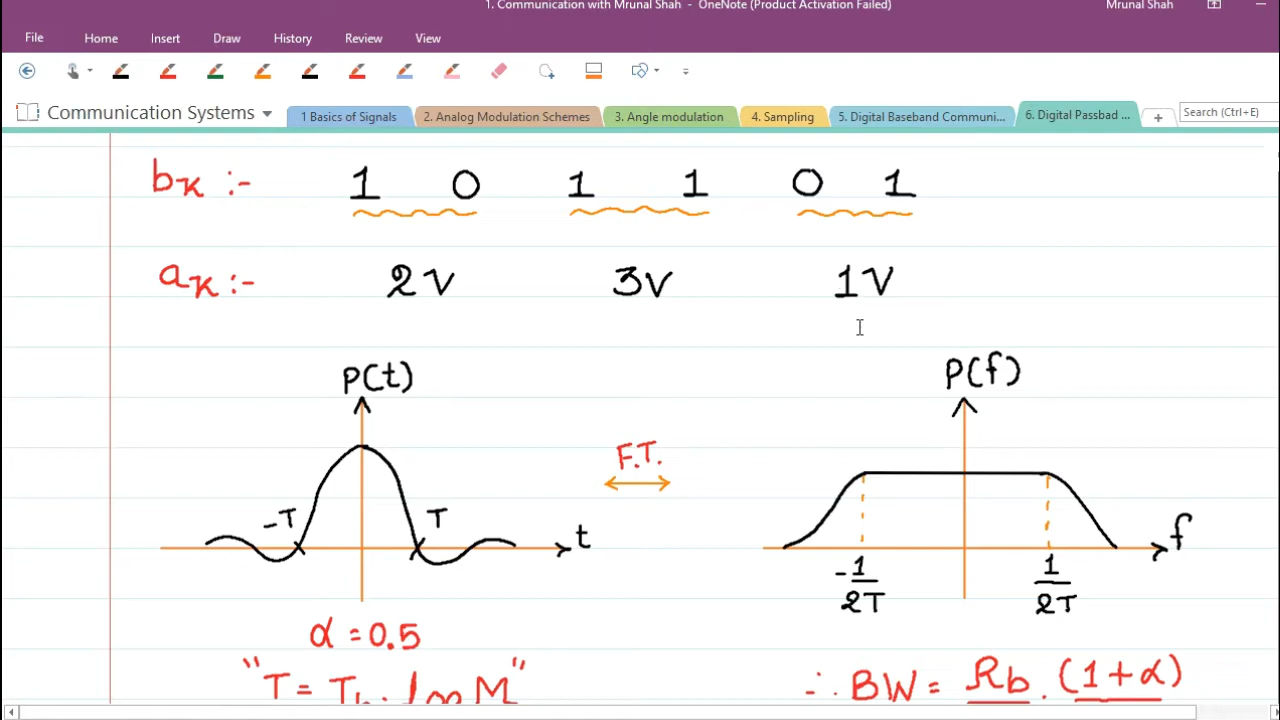 1. Communication with Mrunal Shah - OneNote (Product Activation Failed)
Mrunal Shah
File Home Insert Draw History Review View
Communication Systems
1 Basics of Signals
2. Analog Modulation Schemes
3. Angle modulation
4. Sampling
5. Digital Baseband Communi...
6. Digital Passbad ...
Search (Ctrl+E)
bk :- 1 0 1 1 0 1
ak :- 2V 3V 1V
P(t)
P(f)
F.T.
-T T t
f
-1/2T 1/2T
α = 0.5
∴ BW = Rb . (1+α)
"T =